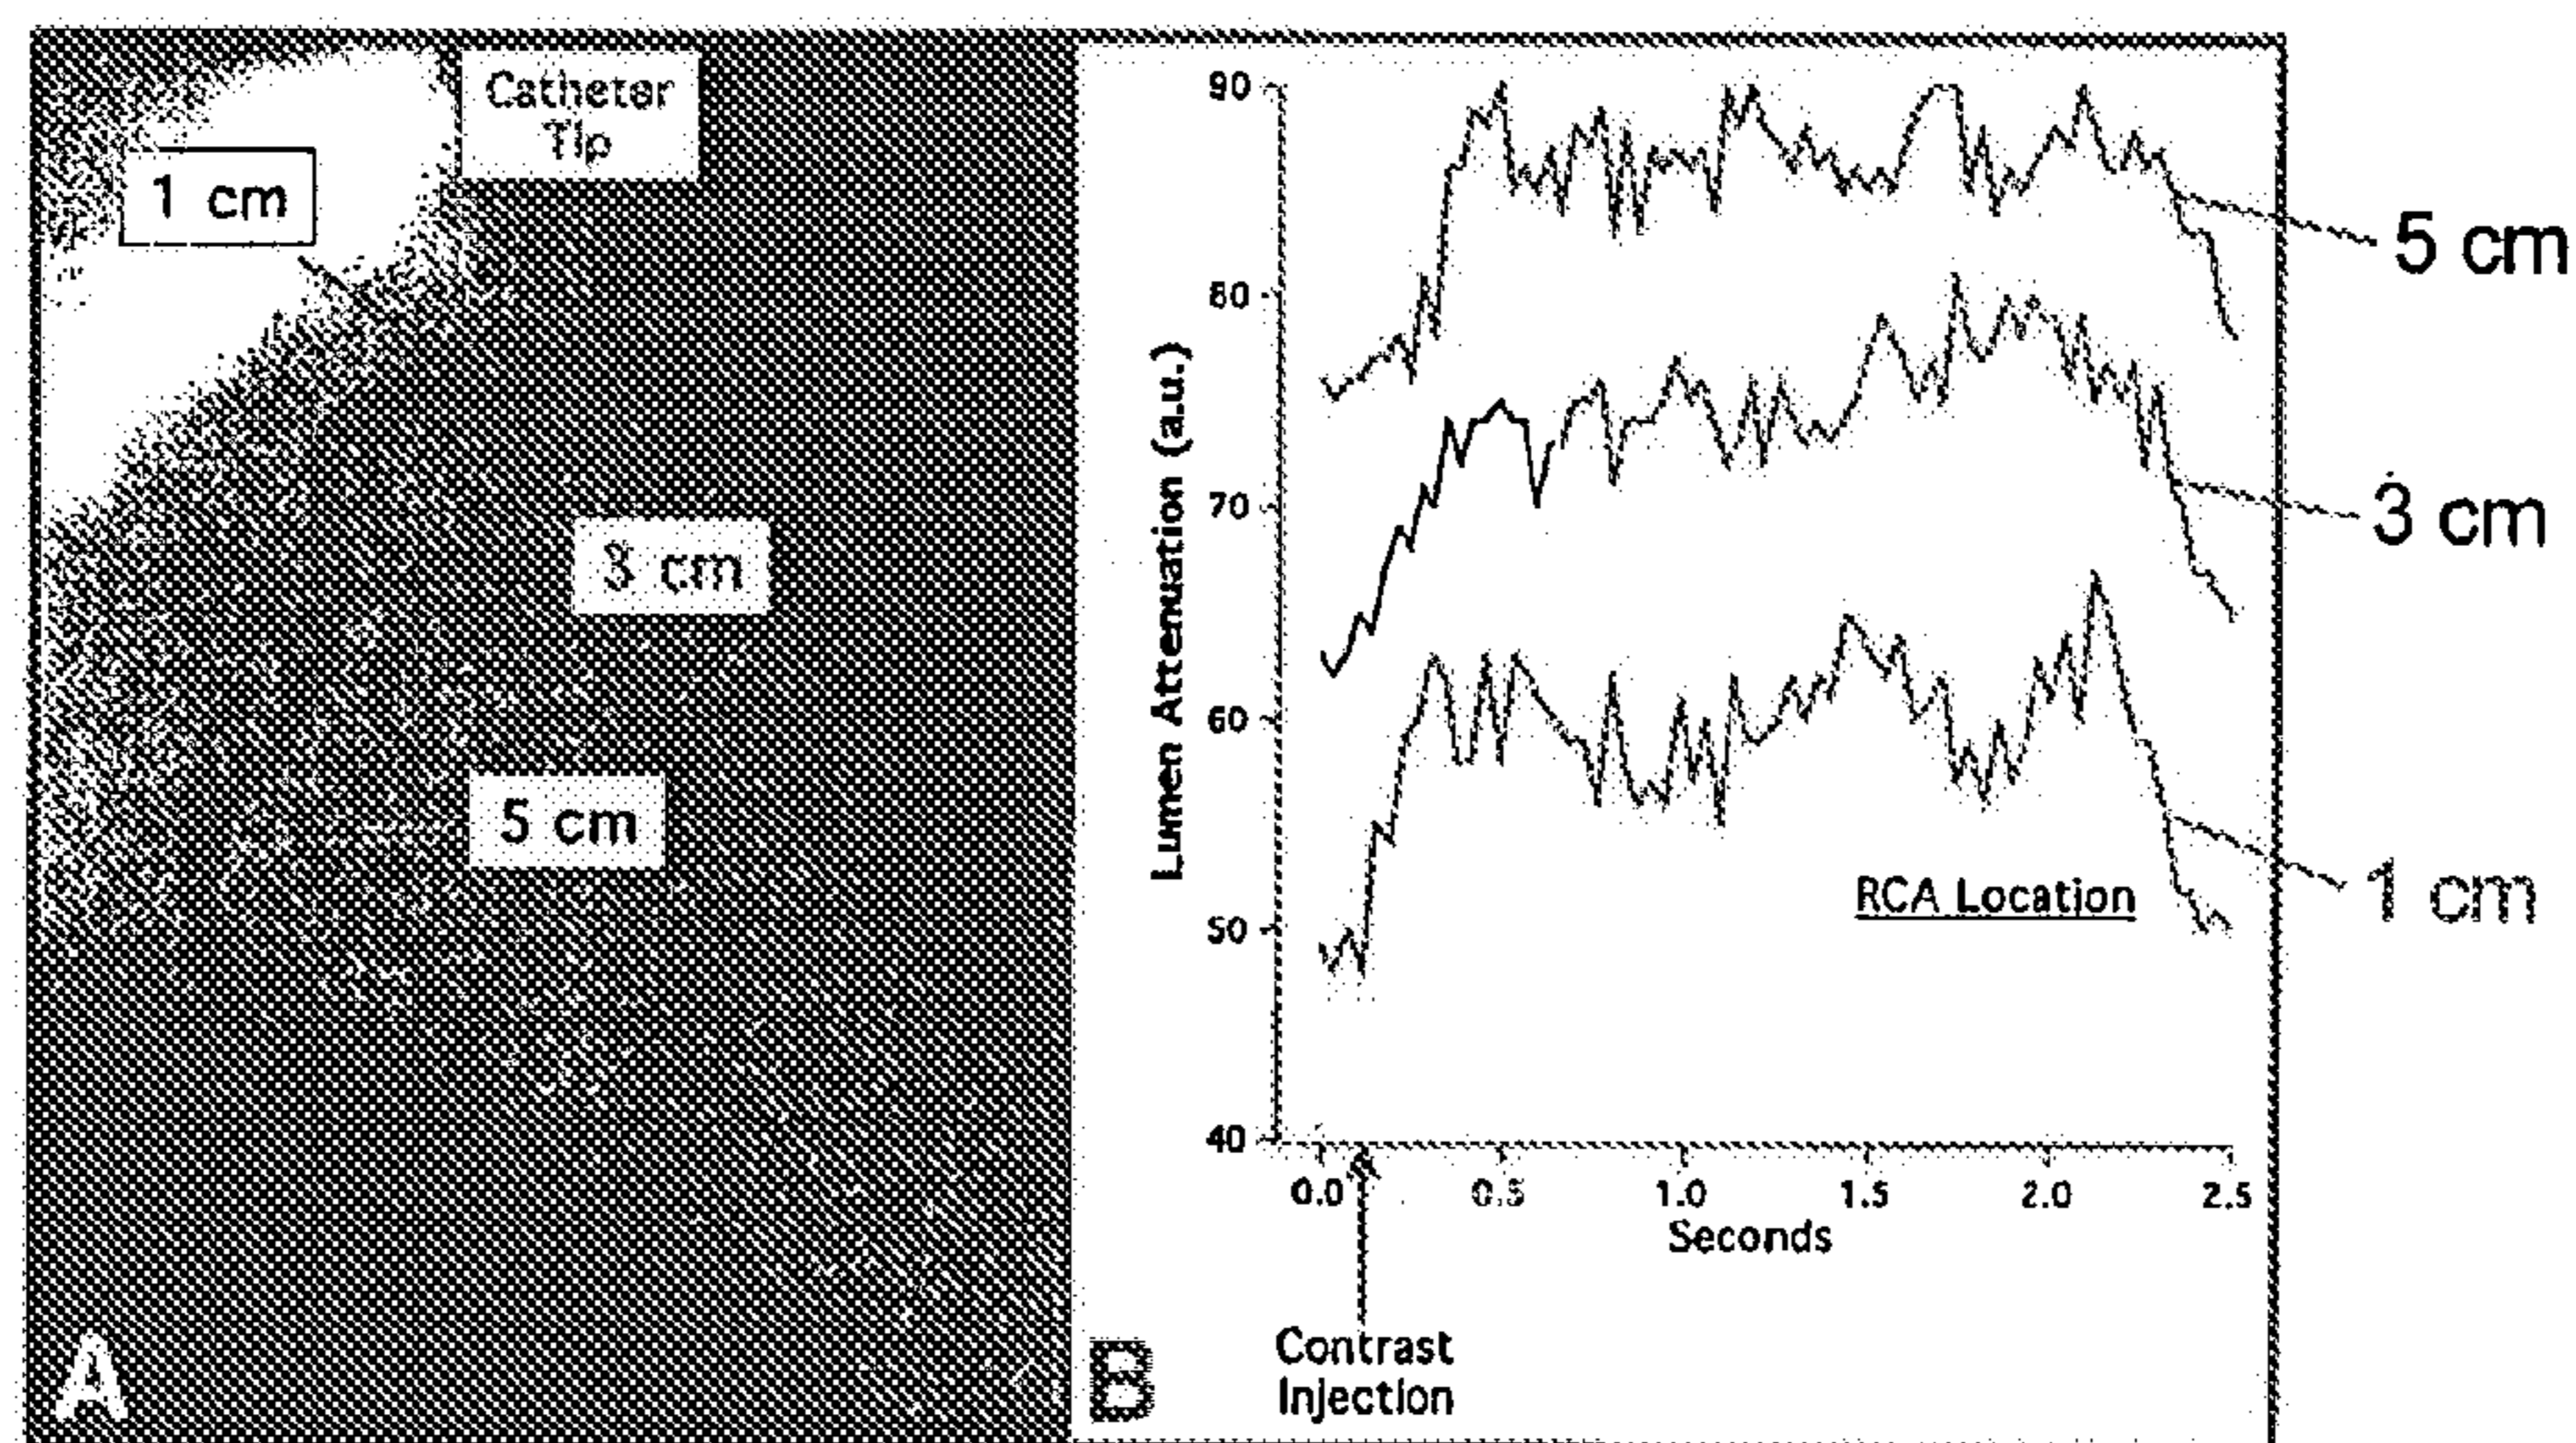 Catheter
Tip
1 cm
3 cm
5 cm
A
90
80
70
60
50
40
Lumen Attenuation (a.u.)
5 cm
3 cm
1 cm
RCA Location
0.0 0.5 1.0 1.5 2.0 2.5
Seconds
Contrast
Injection
B